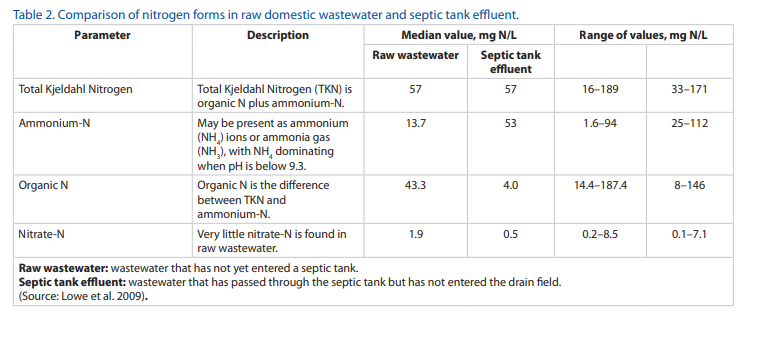 Table 2. Comparison of nitrogen forms in raw domestic wastewater and septic tank effluent.
Parameter Description Median value, mg N/L Range of values, mg N/L
Raw wastewater Septic tank
effluent
Total Kjeldahl Nitrogen Total Kjeldahl Nitrogen (TKN) is 57 57 16–189 33–171
organic N plus ammonium-N.
Ammonium-N May be present as ammonium 13.7 53 1.6–94 25–112
(NH₄) ions or ammonia gas
(NH₃), with NH₄ dominating
when pH is below 9.3.
Organic N Organic N is the difference 43.3 4.0 14.4–187.4 8–146
between TKN and
ammonium-N.
Nitrate-N Very little nitrate-N is found in 1.9 0.5 0.2–8.5 0.1–7.1
raw wastewater.
Raw wastewater: wastewater that has not yet entered a septic tank.
Septic tank effluent: wastewater that has passed through the septic tank but has not entered the drain field.
(Source: Lowe et al. 2009).